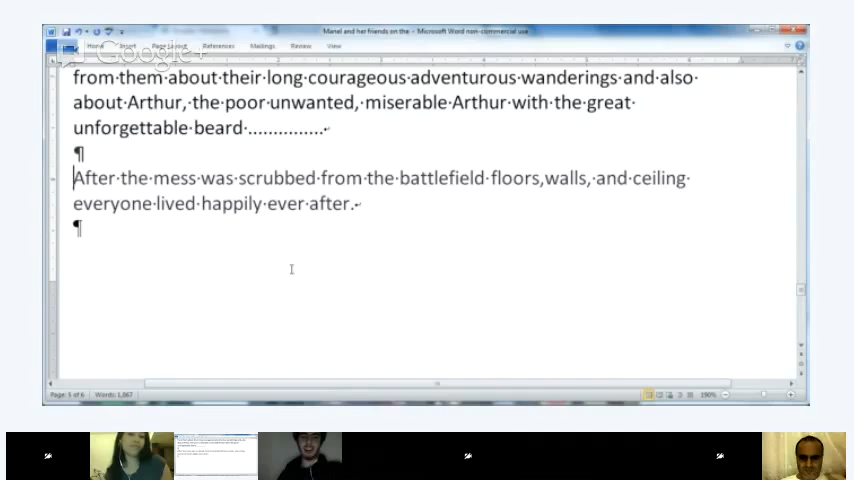 Manel and her friends on the - Microsoft Word non-commercial use
Home Insert Page Layout References Mailings Review View
Google+
from them about their long courageous adventurous wanderings and also
about Arthur, the poor unwanted, miserable Arthur with the great
unforgettable beard ...............
¶
After the mess was scrubbed from the battlefield floors,walls, and ceiling
everyone lived happily ever after.
¶
Page: 5 of 6 Words: 1,067 190%